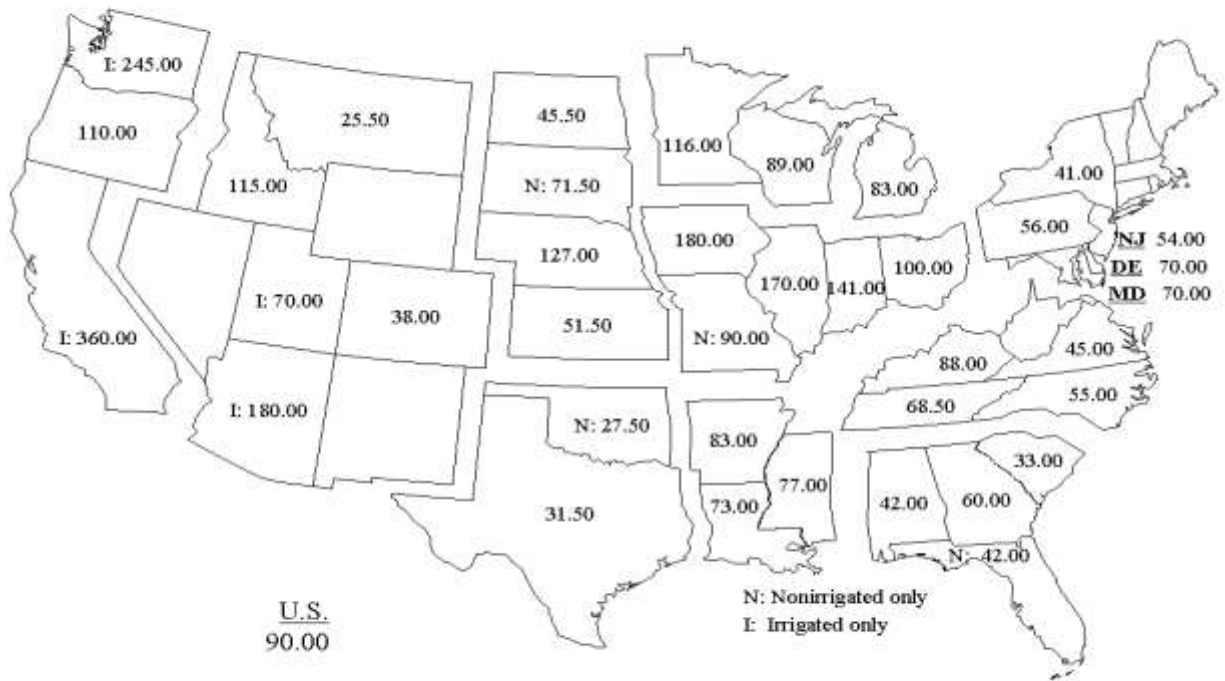 I: 245.00
110.00
25.50
115.00
I: 70.00
38.00
I: 360.00
I: 180.00
45.50
N: 71.50
127.00
51.50
N: 27.50
31.50
116.00
89.00
83.00
180.00
170.00
141.00
100.00
N: 90.00
83.00
73.00
77.00
41.00
56.00
NJ 54.00
DE 70.00
MD 70.00
88.00
45.00
68.50
55.00
33.00
42.00
60.00
N: 42.00
U.S.
90.00
N: Nonirrigated only
I: Irrigated only